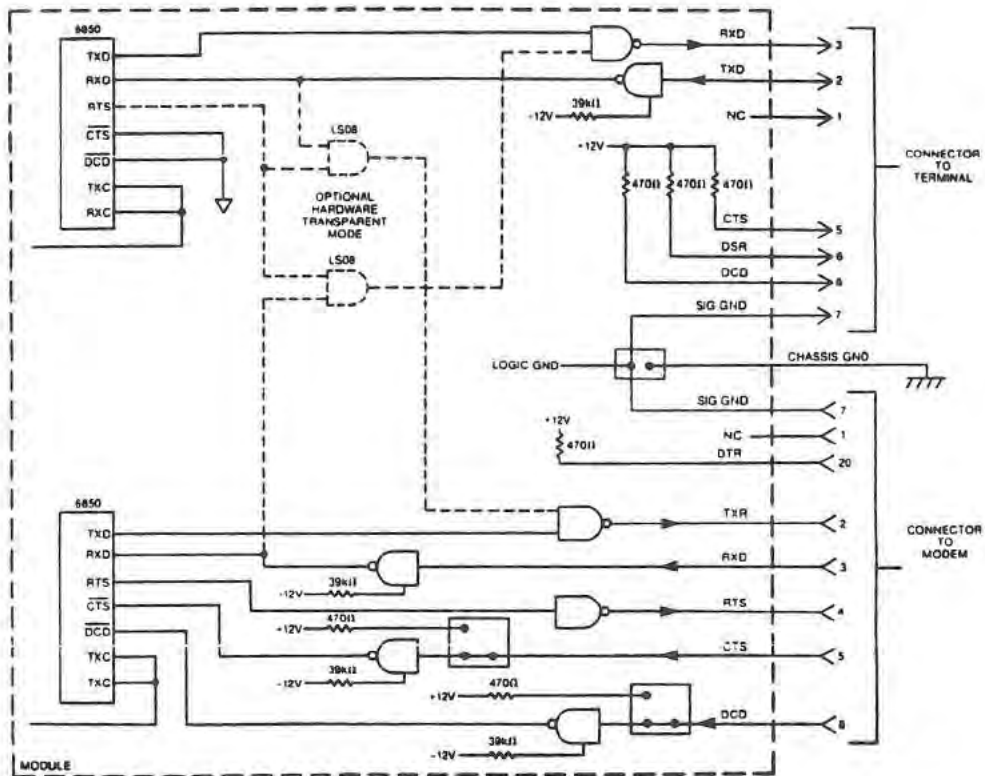 6850
TXD
RXD
RTS
CTS
DCD
TXC
RXC
LS08
OPTIONAL
HARDWARE
TRANSPARENT
MODE
LS08
RXD
3
TXD
2
39kΩ
-12V
NC
1
+12V
470Ω
470Ω
470Ω
CTS
5
DSR
6
DCD
8
SIG GND
7
CONNECTOR
TO
TERMINAL
LOGIC GND
CHASSIS GND
SIG GND
7
+12V
470Ω
NC
1
DTR
20
6850
TXD
RXD
RTS
CTS
DCD
TXC
TXC
TXR
2
RXD
3
39kΩ
-12V
RTS
4
470Ω
+12V
CTS
5
39kΩ
-12V
470Ω
+12V
DCD
8
39kΩ
-12V
CONNECTOR
TO
MODEM
MODULE